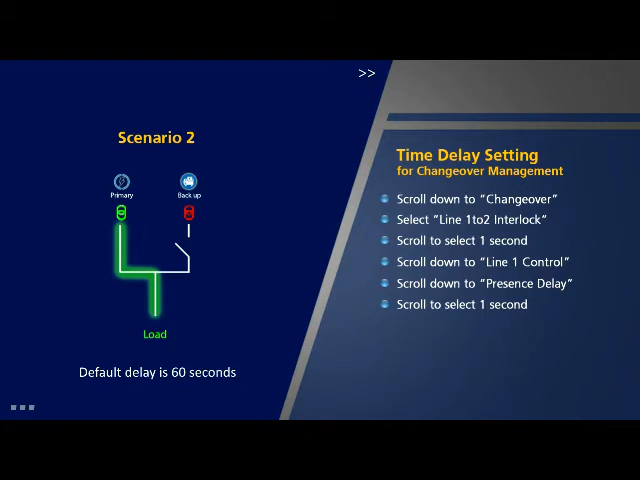 >>
Scenario 2
Primary
Back up
Load
Default delay is 60 seconds
Time Delay Setting
for Changeover Management
Scroll down to “Changeover”
Select “Line 1to2 Interlock”
Scroll to select 1 second
Scroll down to “Line 1 Control”
Scroll down to “Presence Delay”
Scroll to select 1 second